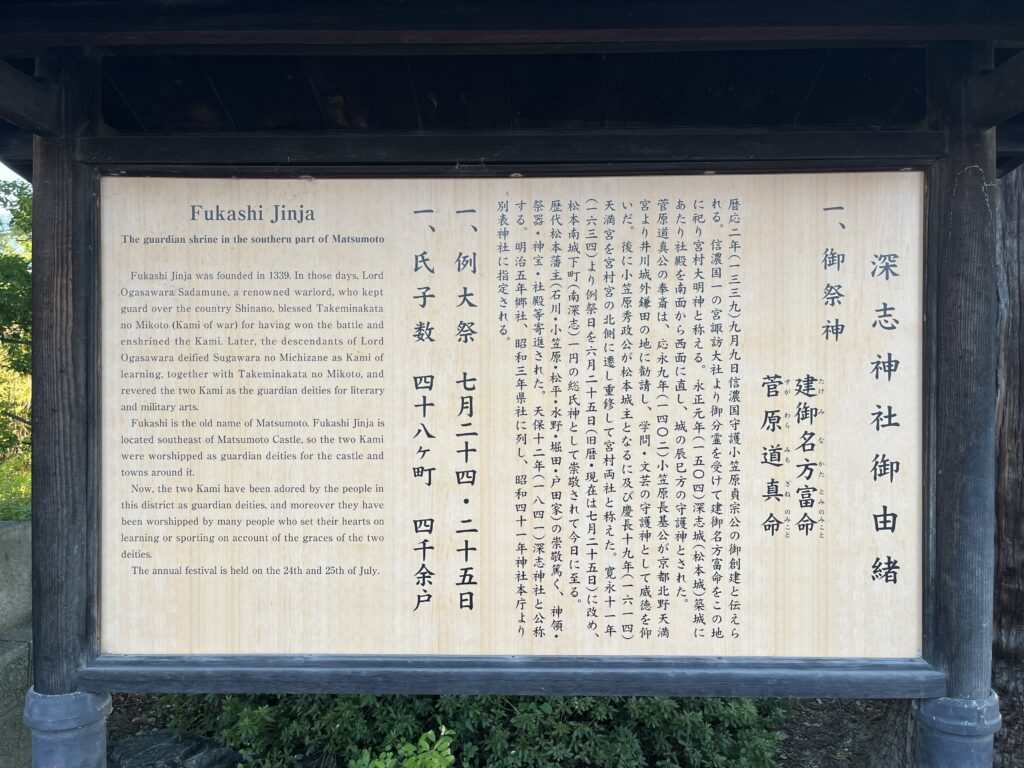 Fukashi Jinja
The guardian shrine in the southern part of Matsumoto
Fukashi Jinja was founded in 1339. In those days, Lord
Ogasawara Sadamune, a renowned warlord, who kept
guard over the country Shinano, blessed Takeminakata
no Mikoto (Kami of war) for having won the battle and
enshrined the Kami. Later, the descendants of Lord
Ogasawara deified Sugawara no Michizane as Kami of
learning, together with Takeminakata no Mikoto, and
revered the two Kami as the guardian deities for literary
and military arts.
Fukashi is the old name of Matsumoto. Fukashi Jinja is
located southeast of Matsumoto Castle, so the two Kami
were worshipped as guardian deities for the castle and
towns around it.
Now, the two Kami have been adored by the people in
this district as guardian deities, and moreover they have
been worshipped by many people who set their hearts on
learning or sporting on account of the graces of the two
deities.
The annual festival is held on the 24th and 25th of July.
深志神社御由緒
一、御祭神
建御名方富命
たけみなかたとみのみこと
菅原道真命
すがわらみちざねのみこと
暦応二年(一三三九)九月九日信濃国守護小笠原貞宗公の御創建と伝えら
れる。信濃国一の宮諏訪大社より御分霊を受けて建御名方富命をこの地
に祀り宮村大明神と称える。永正元年(一五〇四)深志城(松本城)築城に
あたり社殿を南面から西面に直し、城の辰巳方の守護神とされた。
菅原道真公の奉斎は、応永九年(一四〇二)小笠原長基公が京都北野天満
宮より井川城外鎌田の地に勧請し、学問・文芸の守護神として威徳を仰
いだ。後に小笠原秀政公が松本城主となるに及び慶長十九年(一六一四)
天満宮を宮村宮の北側に遷し重修して宮村両社と称えた。寛永十一年
(一六三四)より例祭日を六月二十五日(旧暦・現在は七月二十五日)に改め、
松本南城下町(南深志)一円の総氏神として崇敬されて今日に至る。
歴代松本藩主(石川・小笠原・松平・水野・堀田・戸田家)の崇敬篤く、神領・
祭器・神宝・社殿等寄進された。天保十二年(一八四一)深志神社と公称
する。明治五年郷社、昭和三年県社に列し、昭和四十一年神社本庁より
別表神社に指定される。
一、例大祭 七月二十四・二十五日
一、氏子数 四十八ヶ町 四千余戸